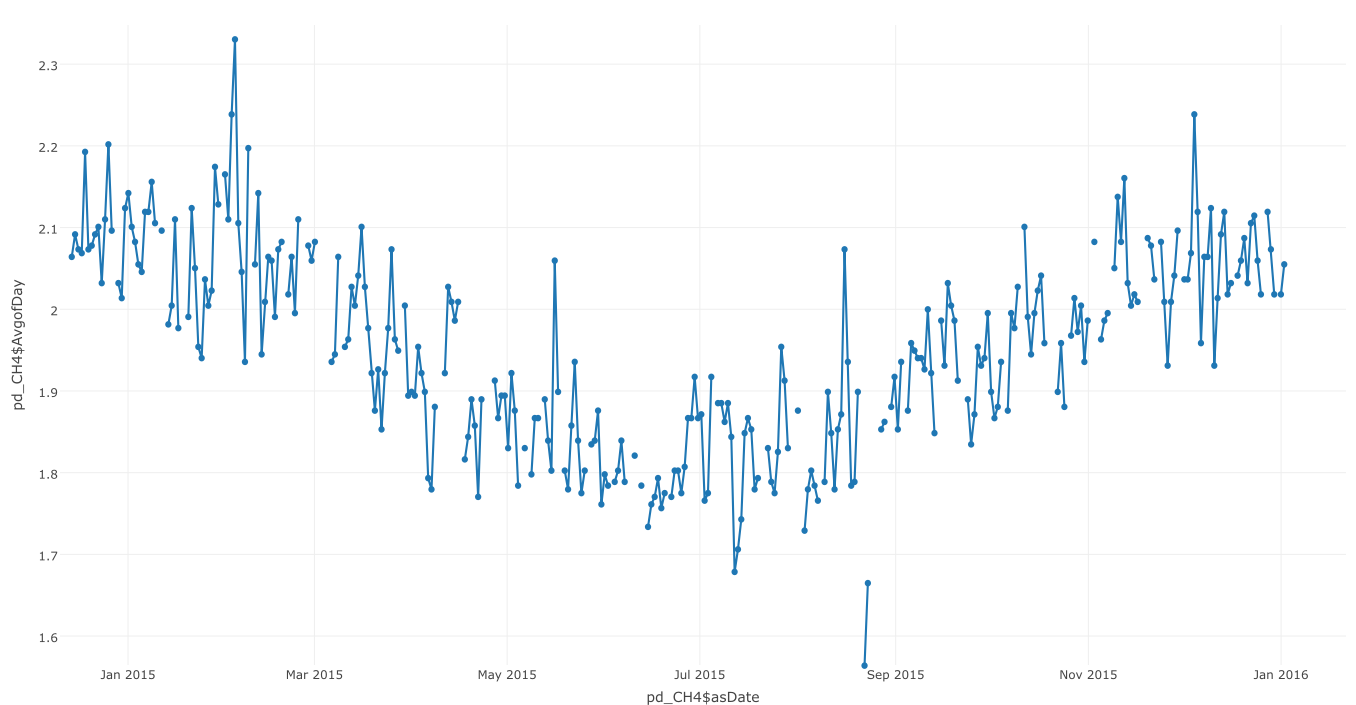 2.3
2.2
2.1
2
1.9
1.8
1.7
1.6
pd_CH4$AvgofDay
Jan 2015
Mar 2015
May 2015
Jul 2015
Sep 2015
Nov 2015
Jan 2016
pd_CH4$asDate